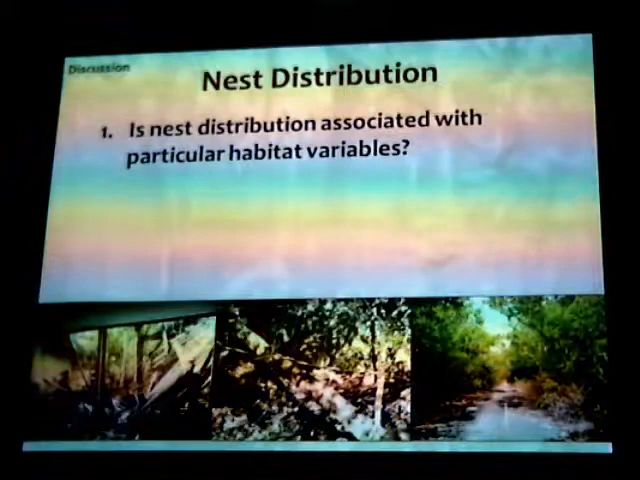 Discussion
Nest Distribution
1. Is nest distribution associated with
particular habitat variables?